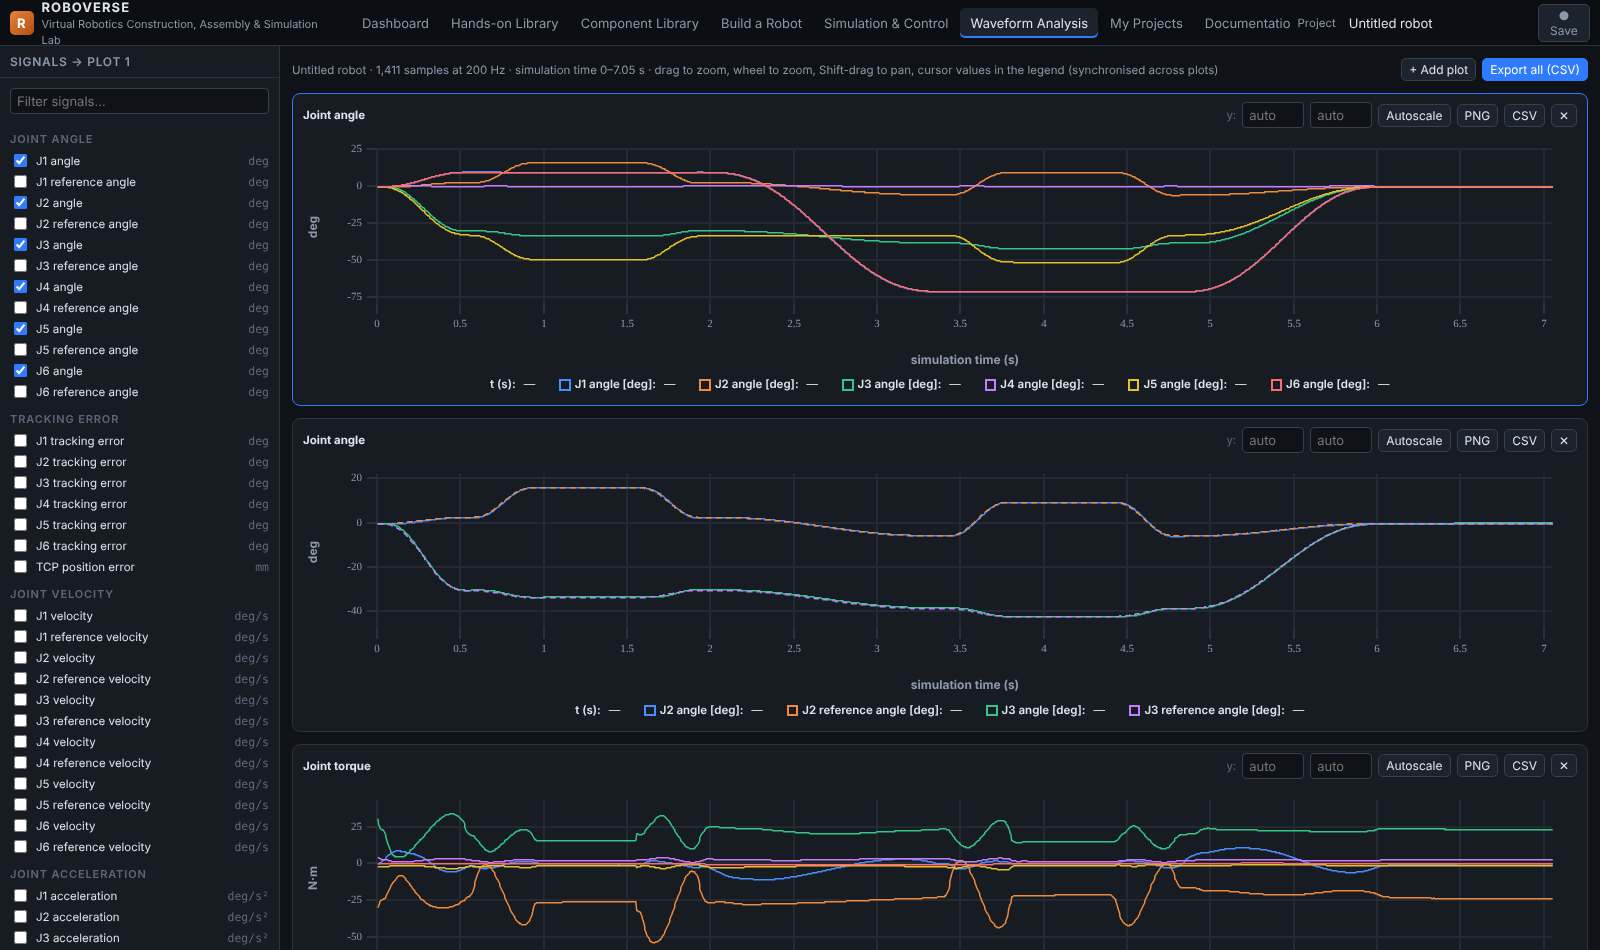 R
ROBOVERSE
Virtual Robotics Construction, Assembly & Simulation
Lab
Dashboard
Hands-on Library
Component Library
Build a Robot
Simulation & Control
Waveform Analysis
My Projects
Documentatio
Project
Untitled robot
Save
SIGNALS → PLOT 1
Filter signals...
JOINT ANGLE
J1 angle deg
J1 reference angle deg
J2 angle deg
J2 reference angle deg
J3 angle deg
J3 reference angle deg
J4 angle deg
J4 reference angle deg
J5 angle deg
J5 reference angle deg
J6 angle deg
J6 reference angle deg
TRACKING ERROR
J1 tracking error deg
J2 tracking error deg
J3 tracking error deg
J4 tracking error deg
J5 tracking error deg
J6 tracking error deg
TCP position error mm
JOINT VELOCITY
J1 velocity deg/s
J1 reference velocity deg/s
J2 velocity deg/s
J2 reference velocity deg/s
J3 velocity deg/s
J3 reference velocity deg/s
J4 velocity deg/s
J4 reference velocity deg/s
J5 velocity deg/s
J5 reference velocity deg/s
J6 velocity deg/s
J6 reference velocity deg/s
JOINT ACCELERATION
J1 acceleration deg/s²
J2 acceleration deg/s²
J3 acceleration deg/s²
Untitled robot · 1,411 samples at 200 Hz · simulation time 0–7.05 s · drag to zoom, wheel to zoom, Shift-drag to pan, cursor values in the legend (synchronised across plots)
+ Add plot
Export all (CSV)
Joint angle
y: auto auto Autoscale PNG CSV ✕
25
0
-25
-50
-75
deg
0 0.5 1 1.5 2 2.5 3 3.5 4 4.5 5 5.5 6 6.5 7
simulation time (s)
t (s): — J1 angle [deg]: — J2 angle [deg]: — J3 angle [deg]: — J4 angle [deg]: — J5 angle [deg]: — J6 angle [deg]: —
Joint angle
y: auto auto Autoscale PNG CSV ✕
20
0
-20
-40
deg
0 0.5 1 1.5 2 2.5 3 3.5 4 4.5 5 5.5 6 6.5 7
simulation time (s)
t (s): — J2 angle [deg]: — J2 reference angle [deg]: — J3 angle [deg]: — J3 reference angle [deg]: —
Joint torque
y: auto auto Autoscale PNG CSV ✕
25
0
-25
-50
N·m